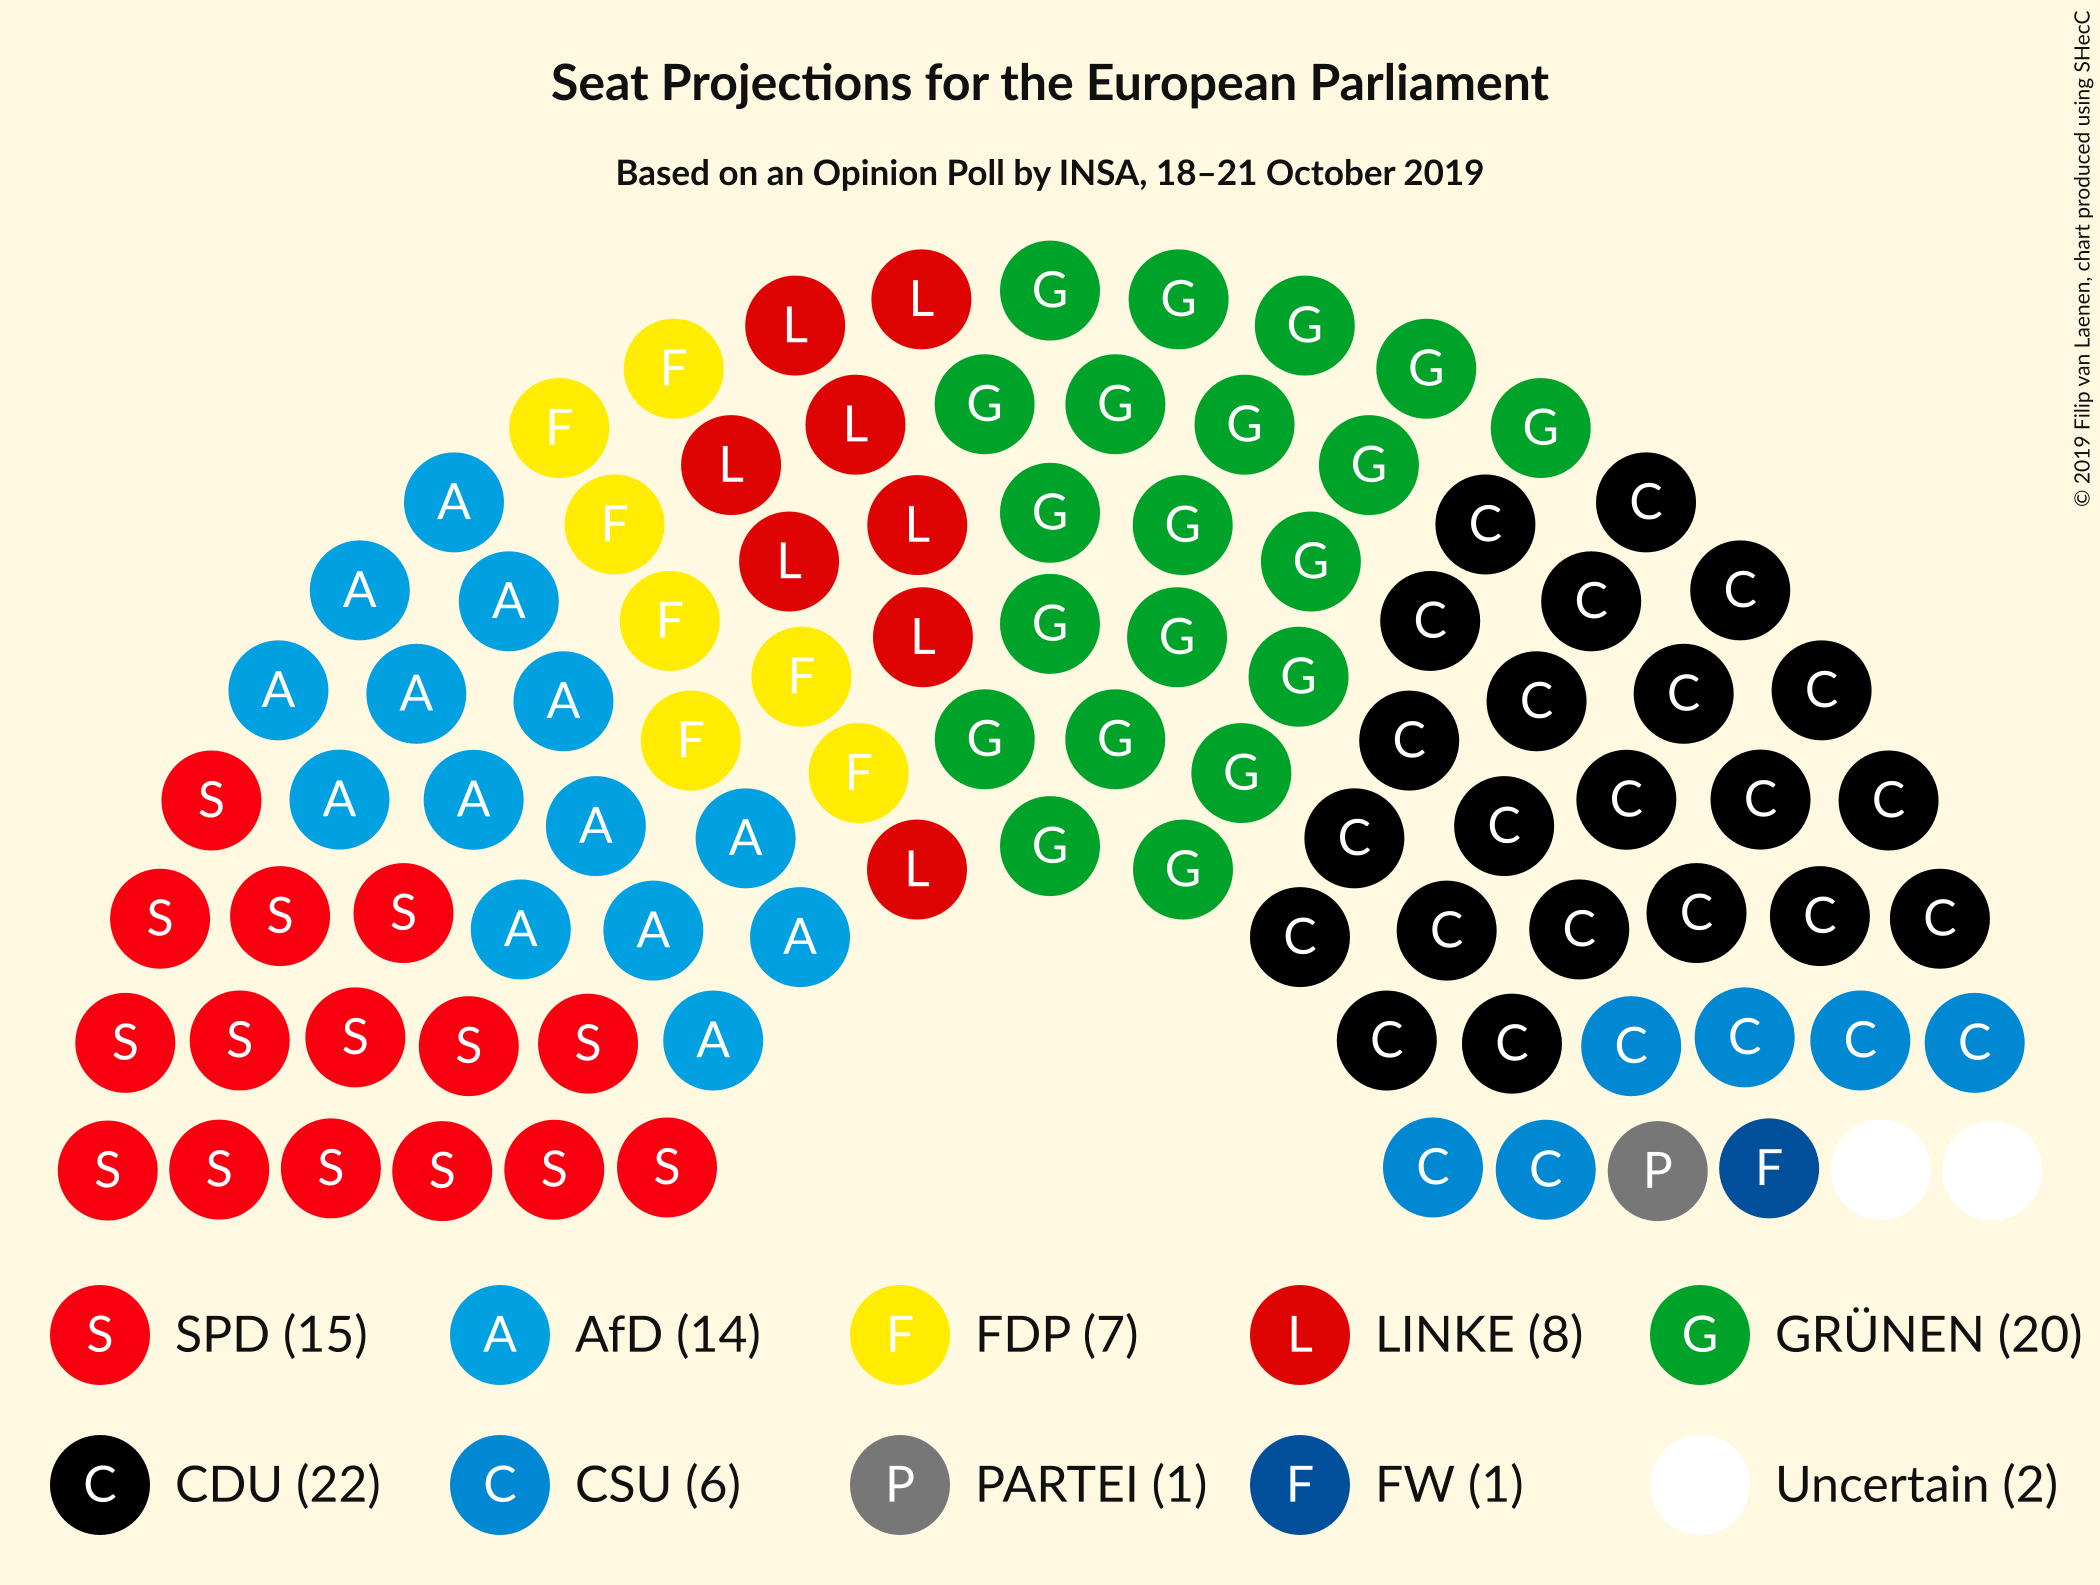 Seat Projections for the European Parliament
Based on an Opinion Poll by INSA, 18–21 October 2019
© 2019 Filip van Laenen, chart produced using SHecC
L G G
L G
F G
L G G G
F L G G
A C
F L G G C
A A L G C C
F L G G C
A A A F G C C C
F G G C
S A A A A F G C C C C C
L G G
S S S A A A C C C C C C
S S S S S A C C C C C C
S S S S S S C C P F
S SPD (15) A AfD (14) F FDP (7) L LINKE (8) G GRÜNEN (20)
C CDU (22) C CSU (6) P PARTEI (1) F FW (1) Uncertain (2)